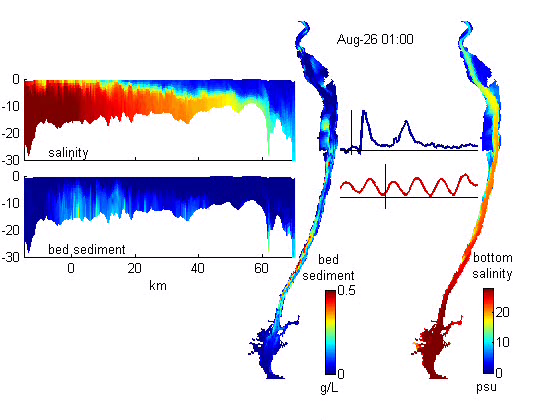 Aug-26 01:00
0
-10
-20
-30
salinity
0
-10
-20
-30
bed sediment
0
20
40
60
km
bed
sediment
0.5
0
g/L
bottom
salinity
20
10
0
psu